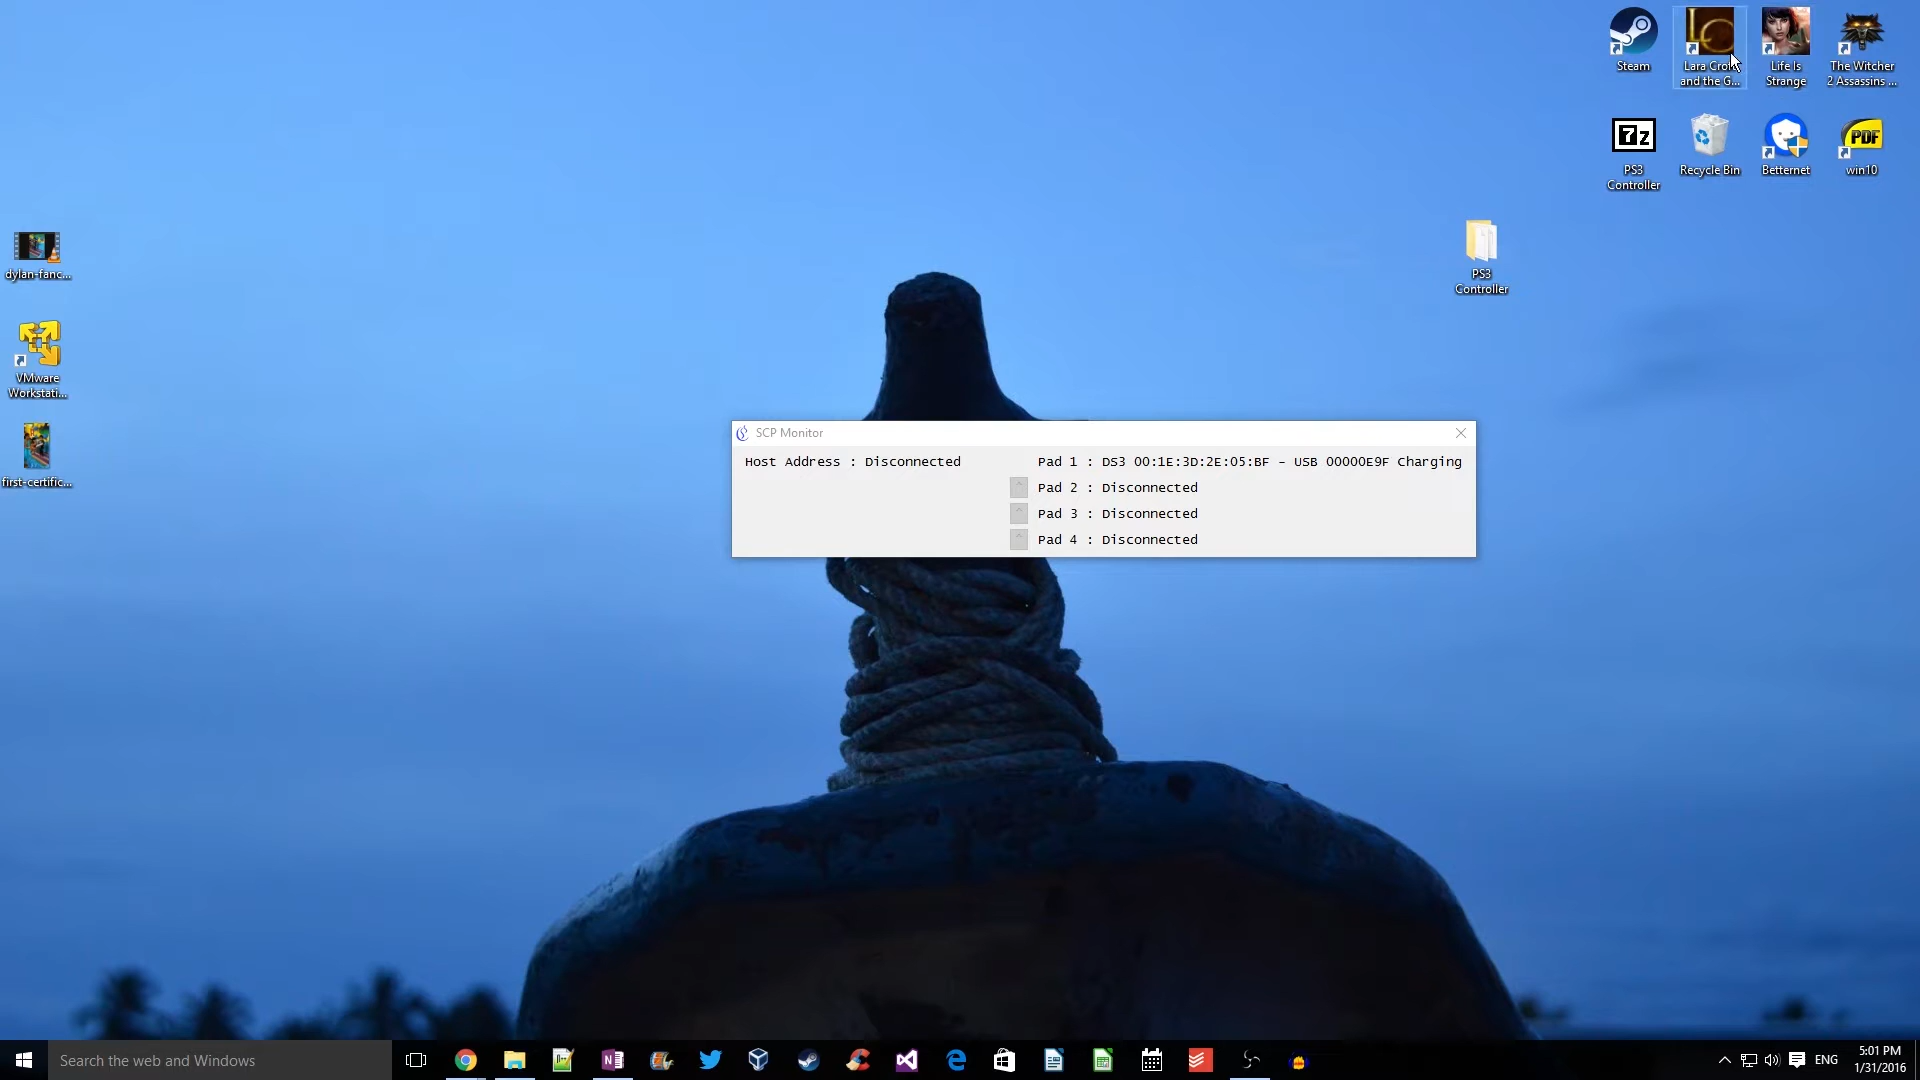 Steam
Lara Croft
and the G...
Life Is
Strange
The Witcher
2 Assassins ...
7z
PS3
Controller
Recycle Bin
Betternet
PDF
win10
dylan-fanc...
PS3
Controller
VMware
Workstati...
first-certific...
SCP Monitor
Host Address : Disconnected
Pad 1 : DS3 00:1E:3D:2E:05:BF - USB 00000E9F Charging
Pad 2 : Disconnected
Pad 3 : Disconnected
Pad 4 : Disconnected
Search the web and Windows
ENG
5:01 PM
1/31/2016